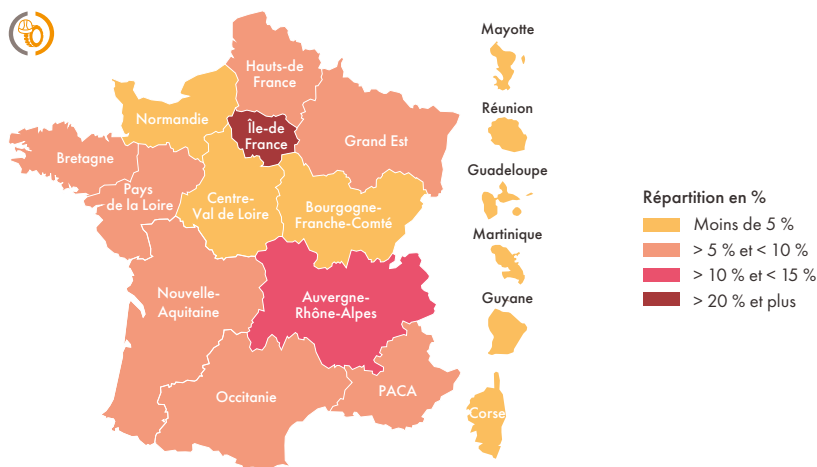 Hauts-de
France
Normandie
Île-de
France
Grand Est
Bretagne
Pays
de la Loire
Centre-
Val de Loire
Bourgogne-
Franche-Comté
Nouvelle-
Aquitaine
Auvergne-
Rhône-Alpes
Occitanie
PACA
Mayotte
Réunion
Guadeloupe
Martinique
Guyane
Corse
Répartition en %
Moins de 5 %
> 5 % et < 10 %
> 10 % et < 15 %
> 20 % et plus